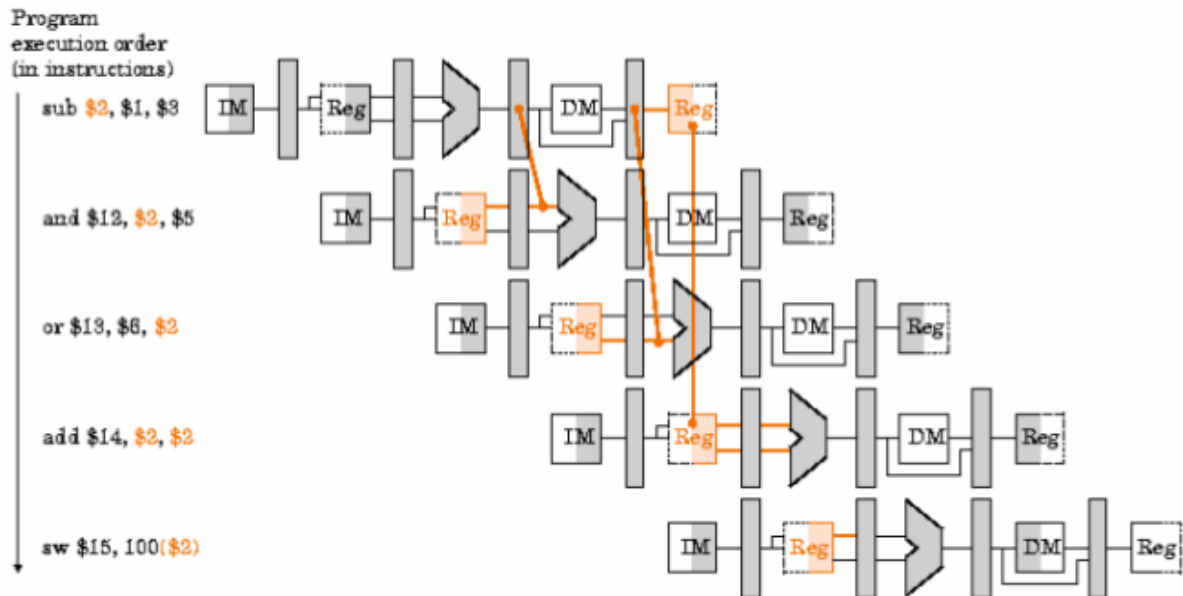 Program
execution order
(in instructions)
sub $2, $1, $3
IM
Reg
DM
Reg
and $12, $2, $5
IM
Reg
DM
Reg
or $13, $6, $2
IM
Reg
DM
Reg
add $14, $2, $2
IM
Reg
DM
Reg
sw $15, 100($2)
IM
Reg
DM
Reg